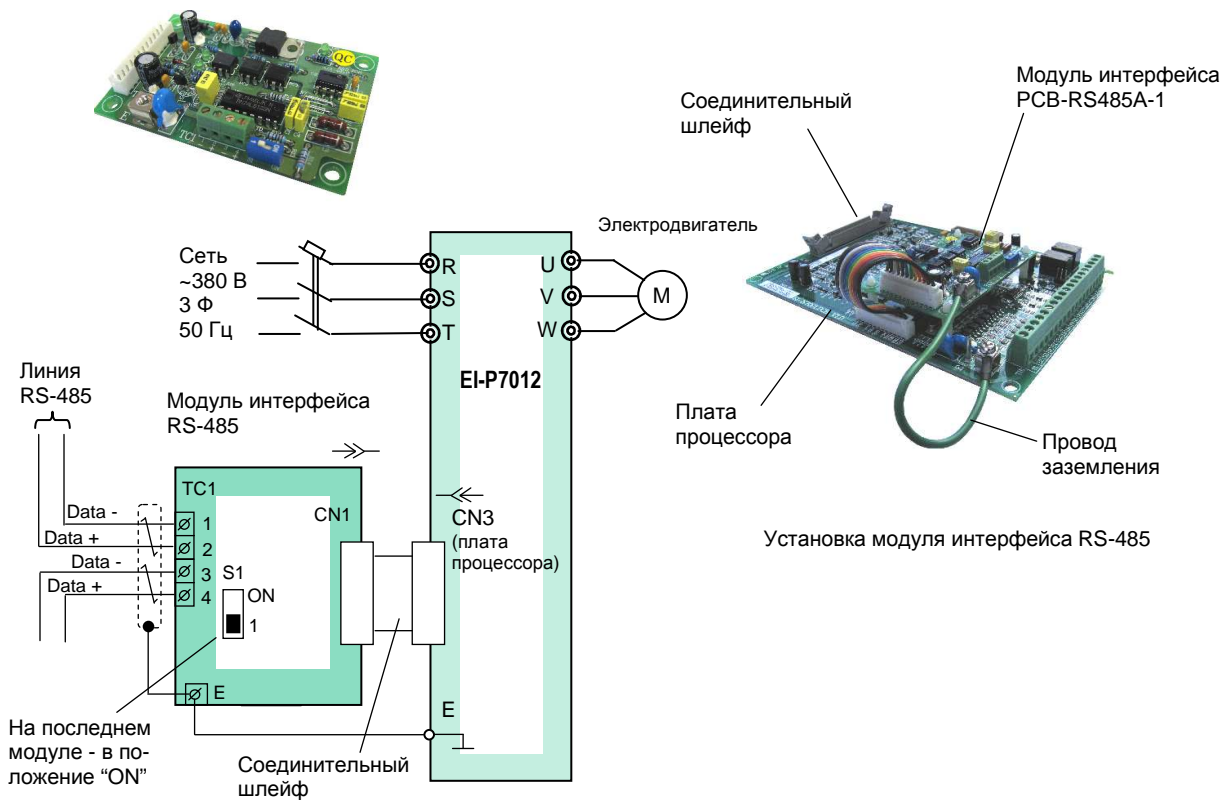 QC
E
TC1
Соединительный
шлейф
Модуль интерфейса
PCB-RS485A-1
Электродвигатель
Сеть
~380 В
3 Ф
50 Гц
R
S
T
U
V
W
M
EI-P7012
Плата
процессора
Провод
заземления
Установка модуля интерфейса RS-485
Линия
RS-485
Модуль интерфейса
RS-485
TC1
CN1
CN3
(плата
процессора)
Data -
Data +
Data -
Data +
1
2
3
4
S1
ON
1
E
E
На последнем
модуле - в по-
ложение “ON”
Соединительный
шлейф